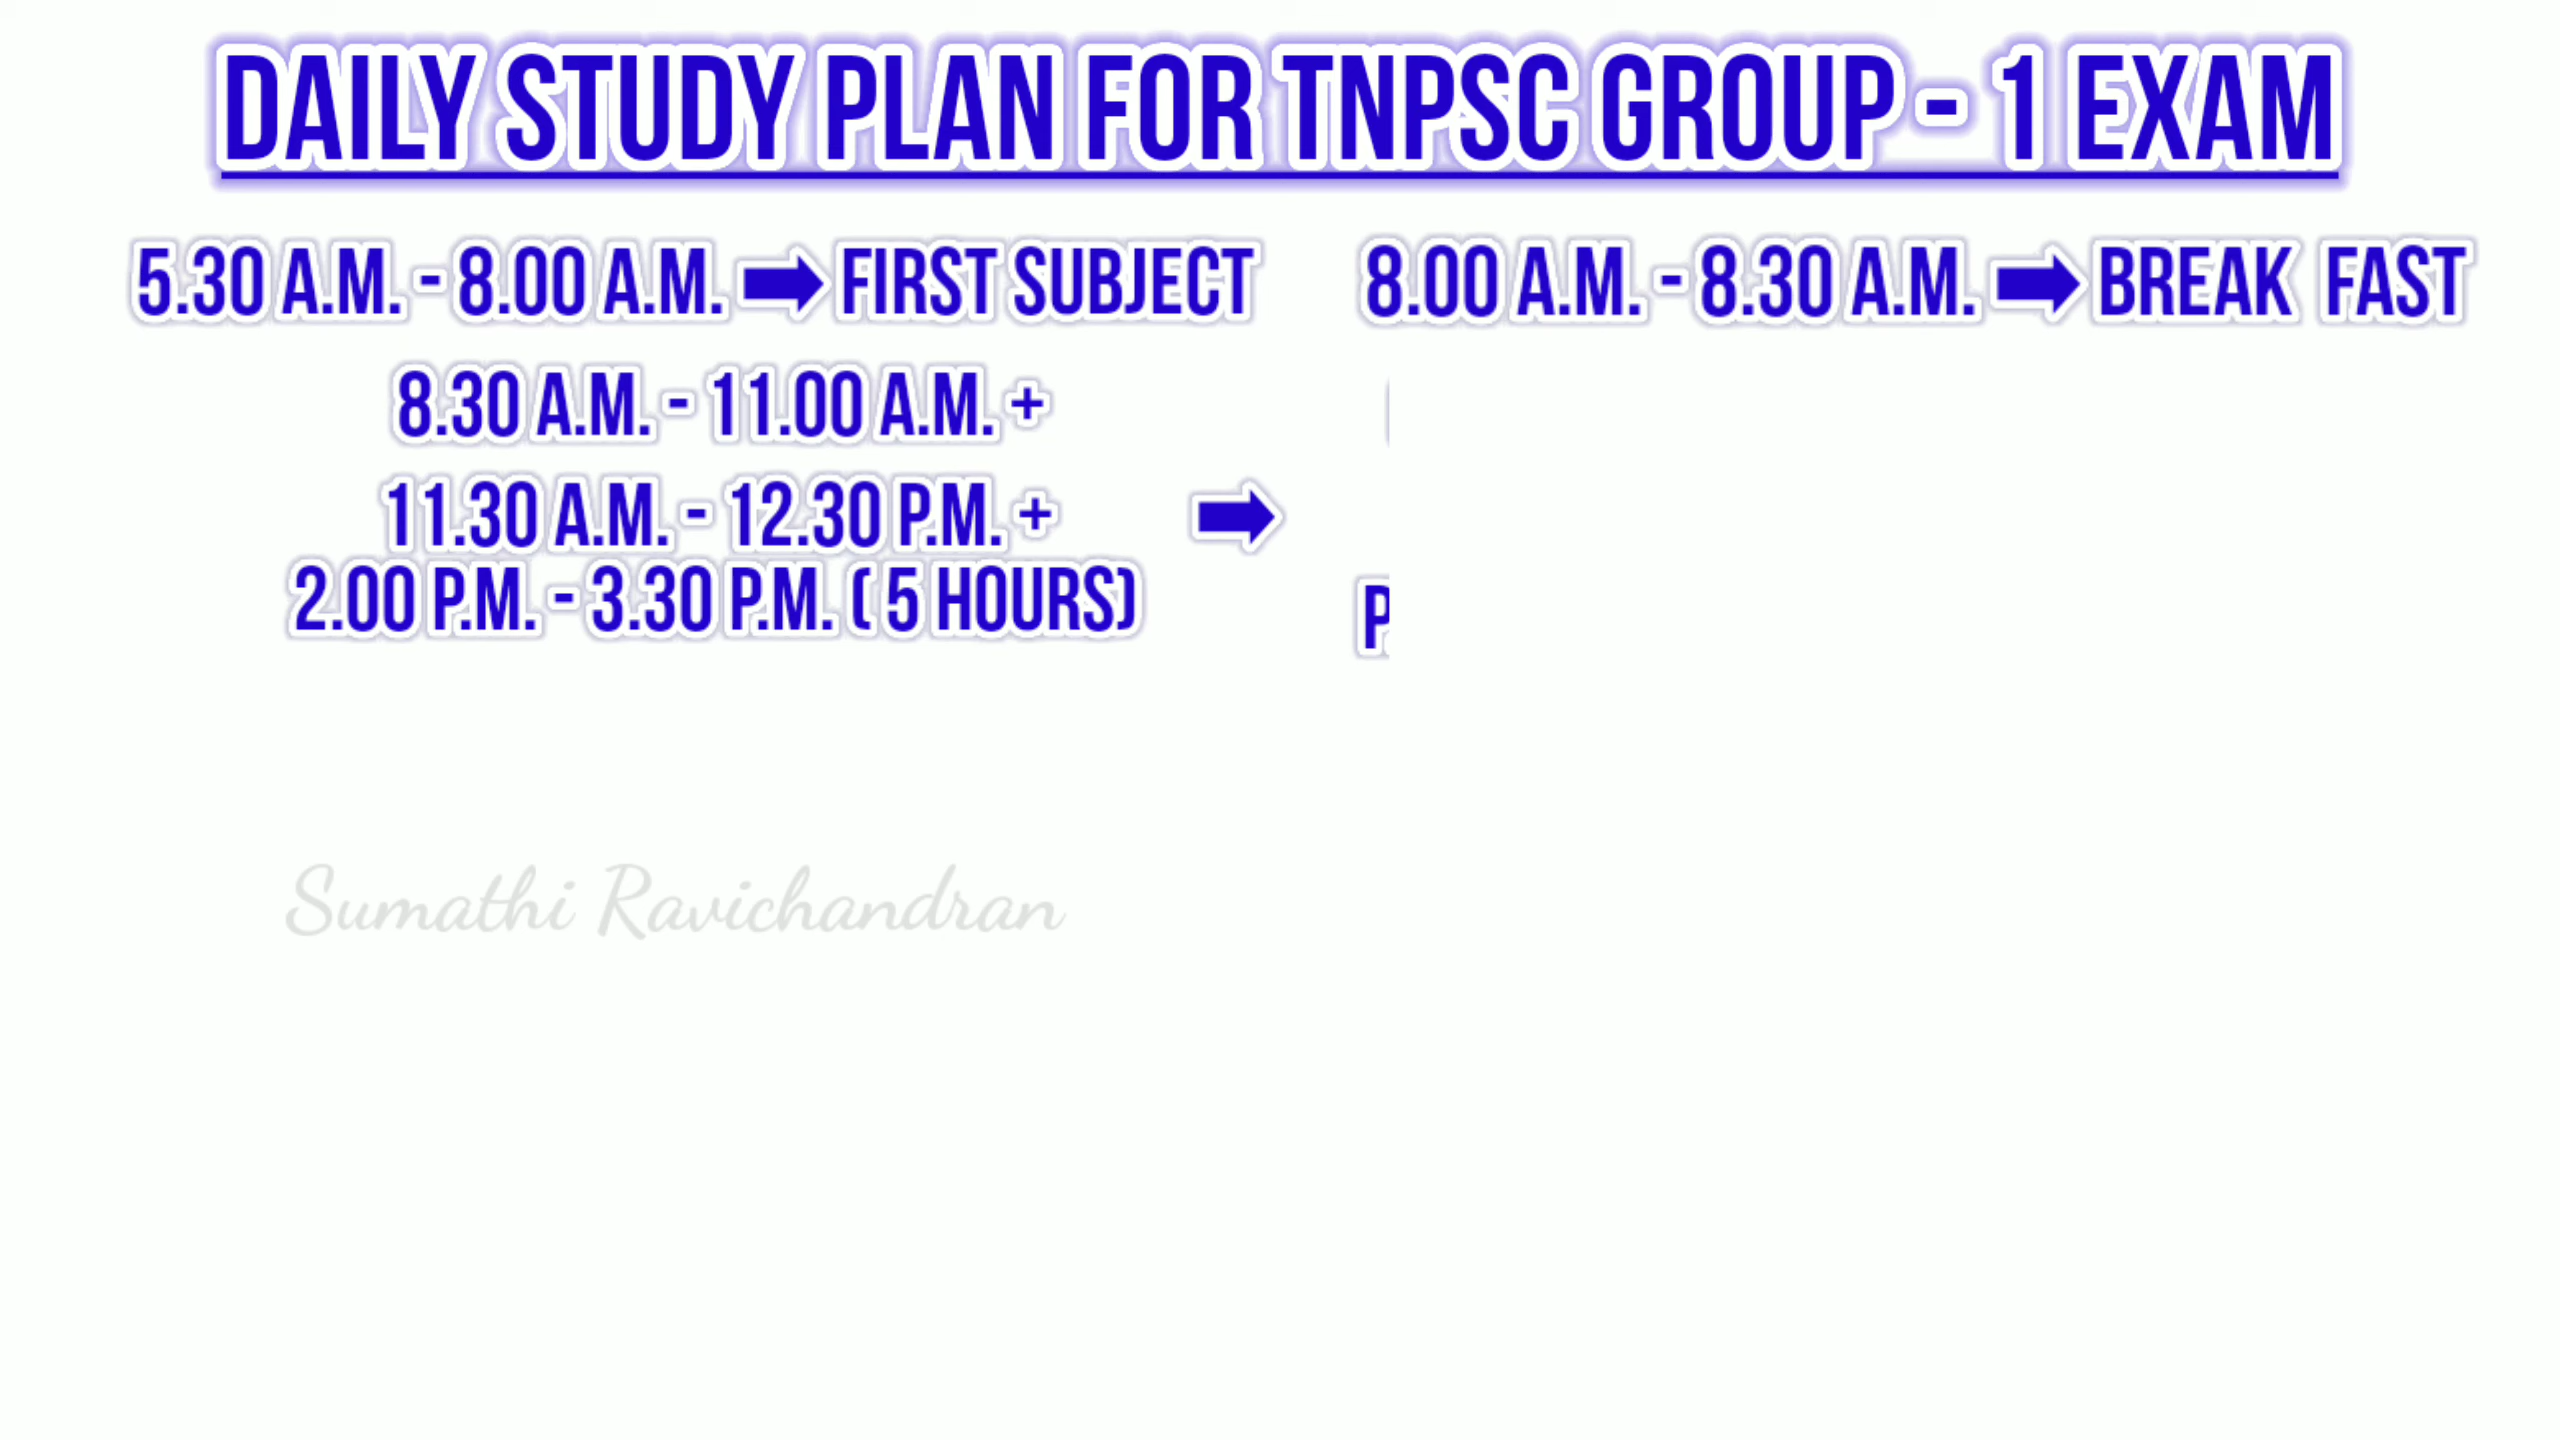 DAILY STUDY PLAN FOR TNPSC GROUP - 1 EXAM
5.30 A.M. - 8.00 A.M. ➡ FIRST SUBJECT
8.00 A.M. - 8.30 A.M. ➡ BREAK FAST
8.30 A.M. - 11.00 A.M. +
11.30 A.M. - 12.30 P.M. + ➡
2.00 P.M. - 3.30 P.M. ( 5 HOURS)
P
Sumathi Ravichandran